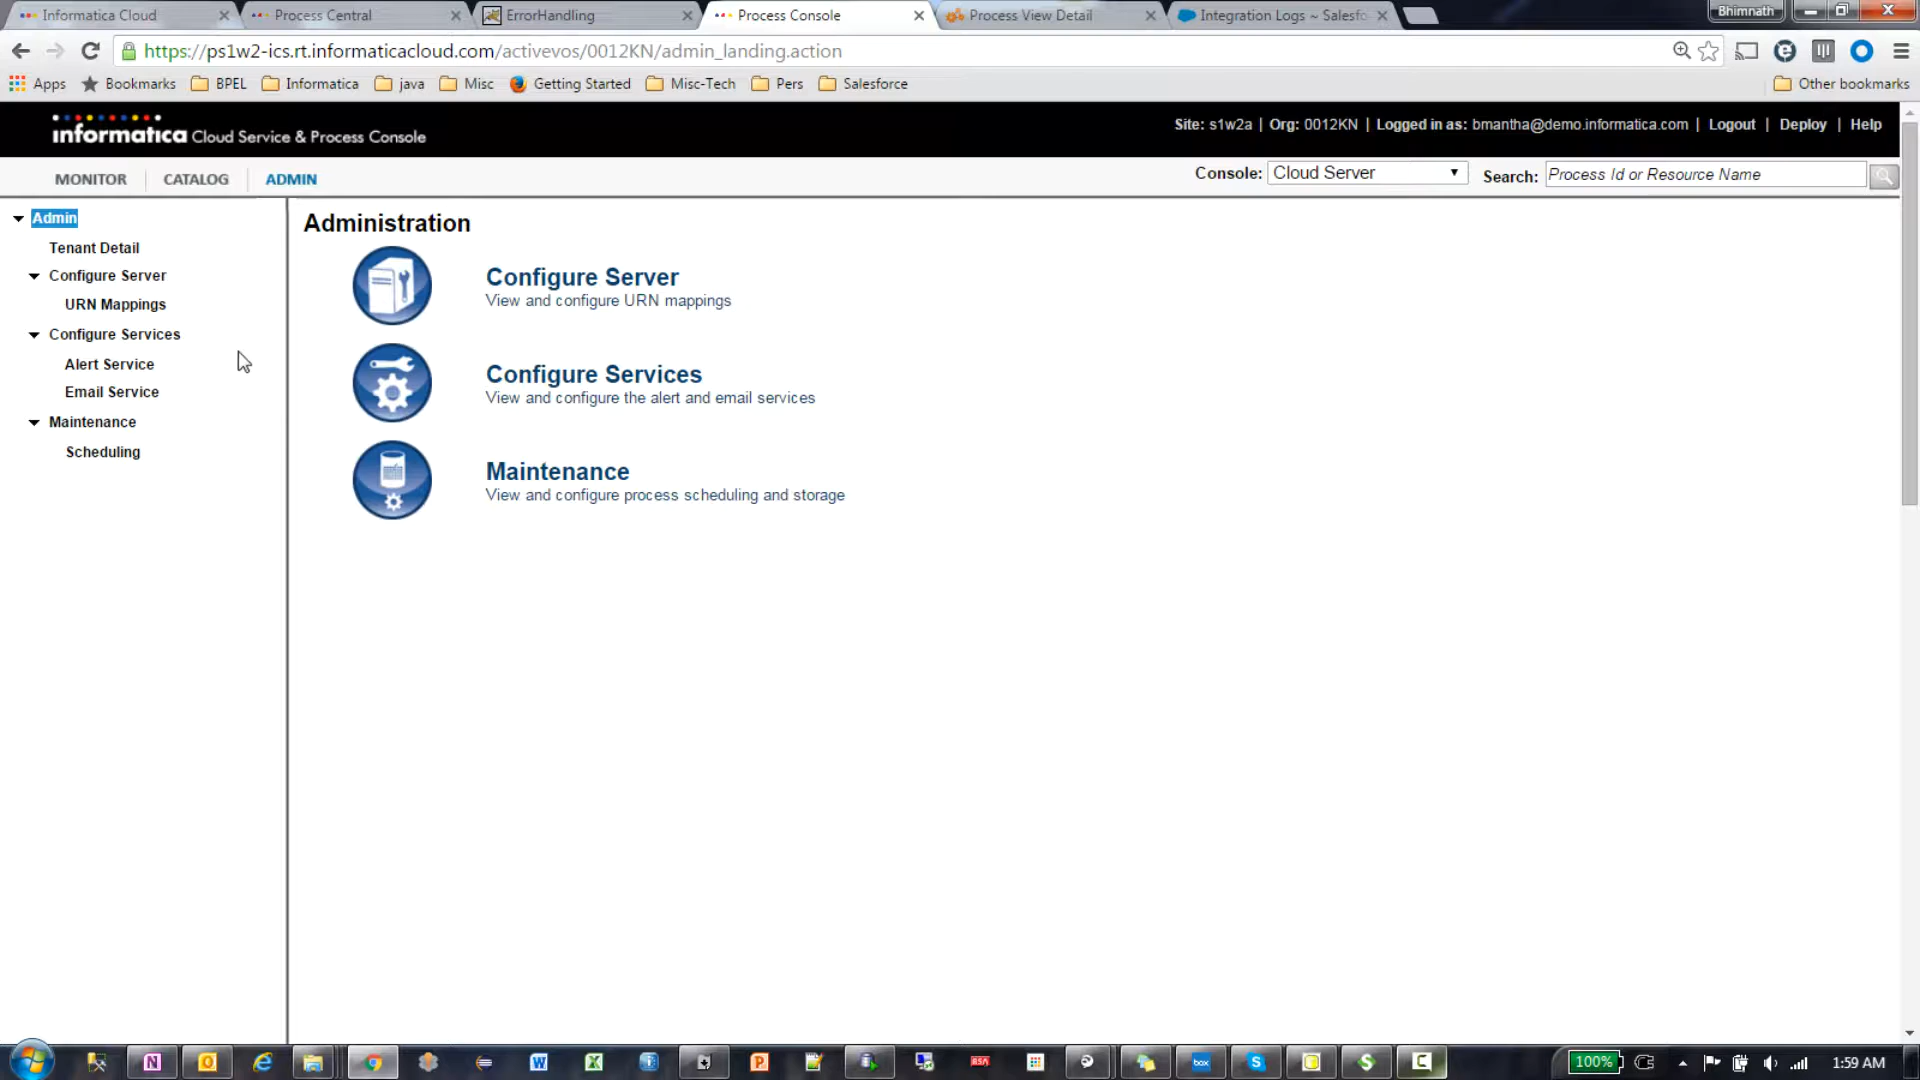 Informatica Cloud
Process Central
ErrorHandling
Process Console
Process View Detail
Integration Logs ~ Salesfo
Bhimnath
https://ps1w2-ics.rt.informaticacloud.com/activevos/0012KN/admin_landing.action
Apps
Bookmarks
BPEL
Informatica
java
Misc
Getting Started
Misc-Tech
Pers
Salesforce
Other bookmarks
informatica Cloud Service & Process Console
Site: s1w2a | Org: 0012KN | Logged in as: bmantha@demo.informatica.com | Logout | Deploy | Help
MONITOR
CATALOG
ADMIN
Console: Cloud Server
Search: Process Id or Resource Name
Admin
Tenant Detail
Configure Server
URN Mappings
Configure Services
Alert Service
Email Service
Maintenance
Scheduling
Administration
Configure Server
View and configure URN mappings
Configure Services
View and configure the alert and email services
Maintenance
View and configure process scheduling and storage
RSA
box
100%
1:59 AM